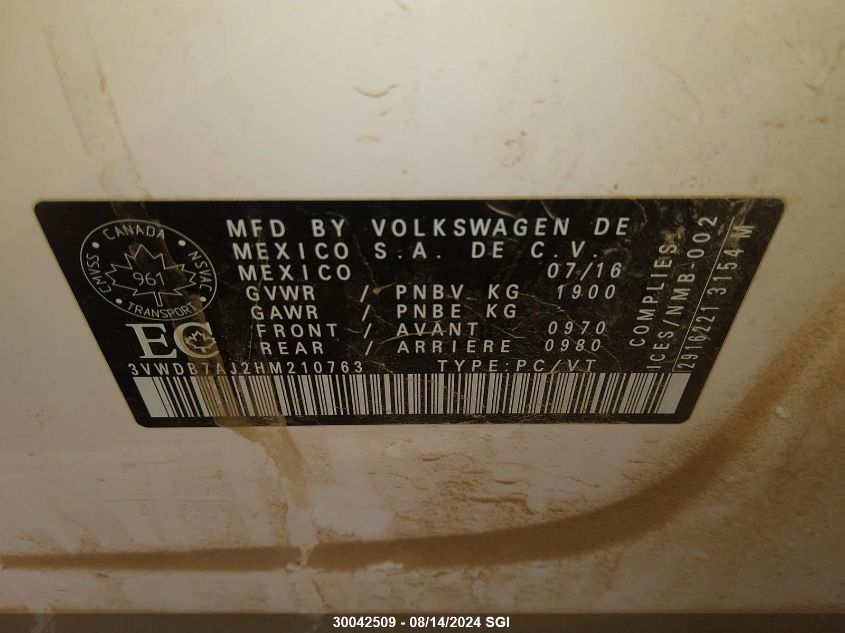 CANADA
CMVSS
NSVAC
961
TRANSPORT
EC
MFD BY VOLKSWAGEN DE
MEXICO S.A. DE C.V.
MEXICO 07/16
GVWR / PNBV KG 1900
GAWR / PNBE KG
FRONT / AVANT 0970
REAR / ARRIERE 0980
3VWDB7AJ2HM210763 TYPE:PC/VT
COMPLIES
ICES/NMB-002
2916221 3154 M
30042509 - 08/14/2024 SGI